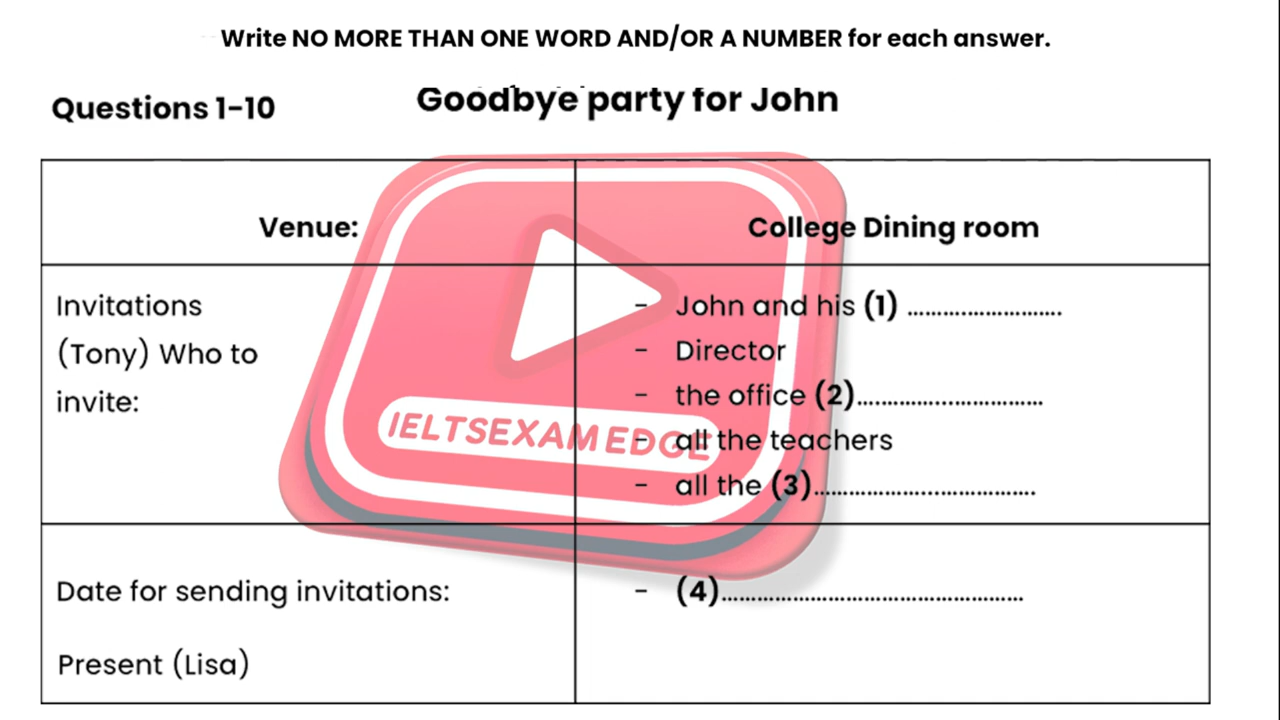 Write NO MORE THAN ONE WORD AND/OR A NUMBER for each answer.
Questions 1-10
Goodbye party for John
Venue:
College Dining room
Invitations
(Tony) Who to
invite:
- John and his (1) ........................
- Director
- the office (2)............................
- all the teachers
- all the (3)..................................
IELTSEXAMEDGE
Date for sending invitations:
- (4)..............................................
Present (Lisa)